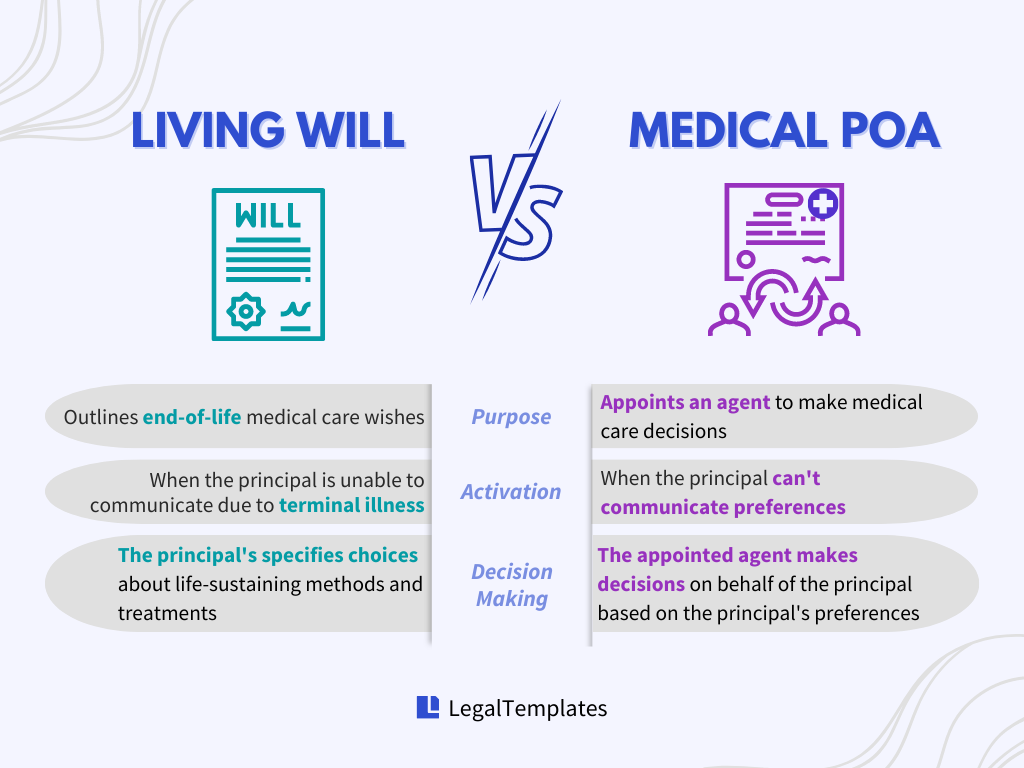 LIVING WILL
VS
MEDICAL POA
WILL
Outlines end-of-life medical care wishes
Purpose
Appoints an agent to make medical
care decisions
When the principal is unable to
communicate due to terminal illness
Activation
When the principal can't
communicate preferences
The principal's specifies choices
about life-sustaining methods and
treatments
Decision
Making
The appointed agent makes
decisions on behalf of the principal
based on the principal's preferences
LegalTemplates